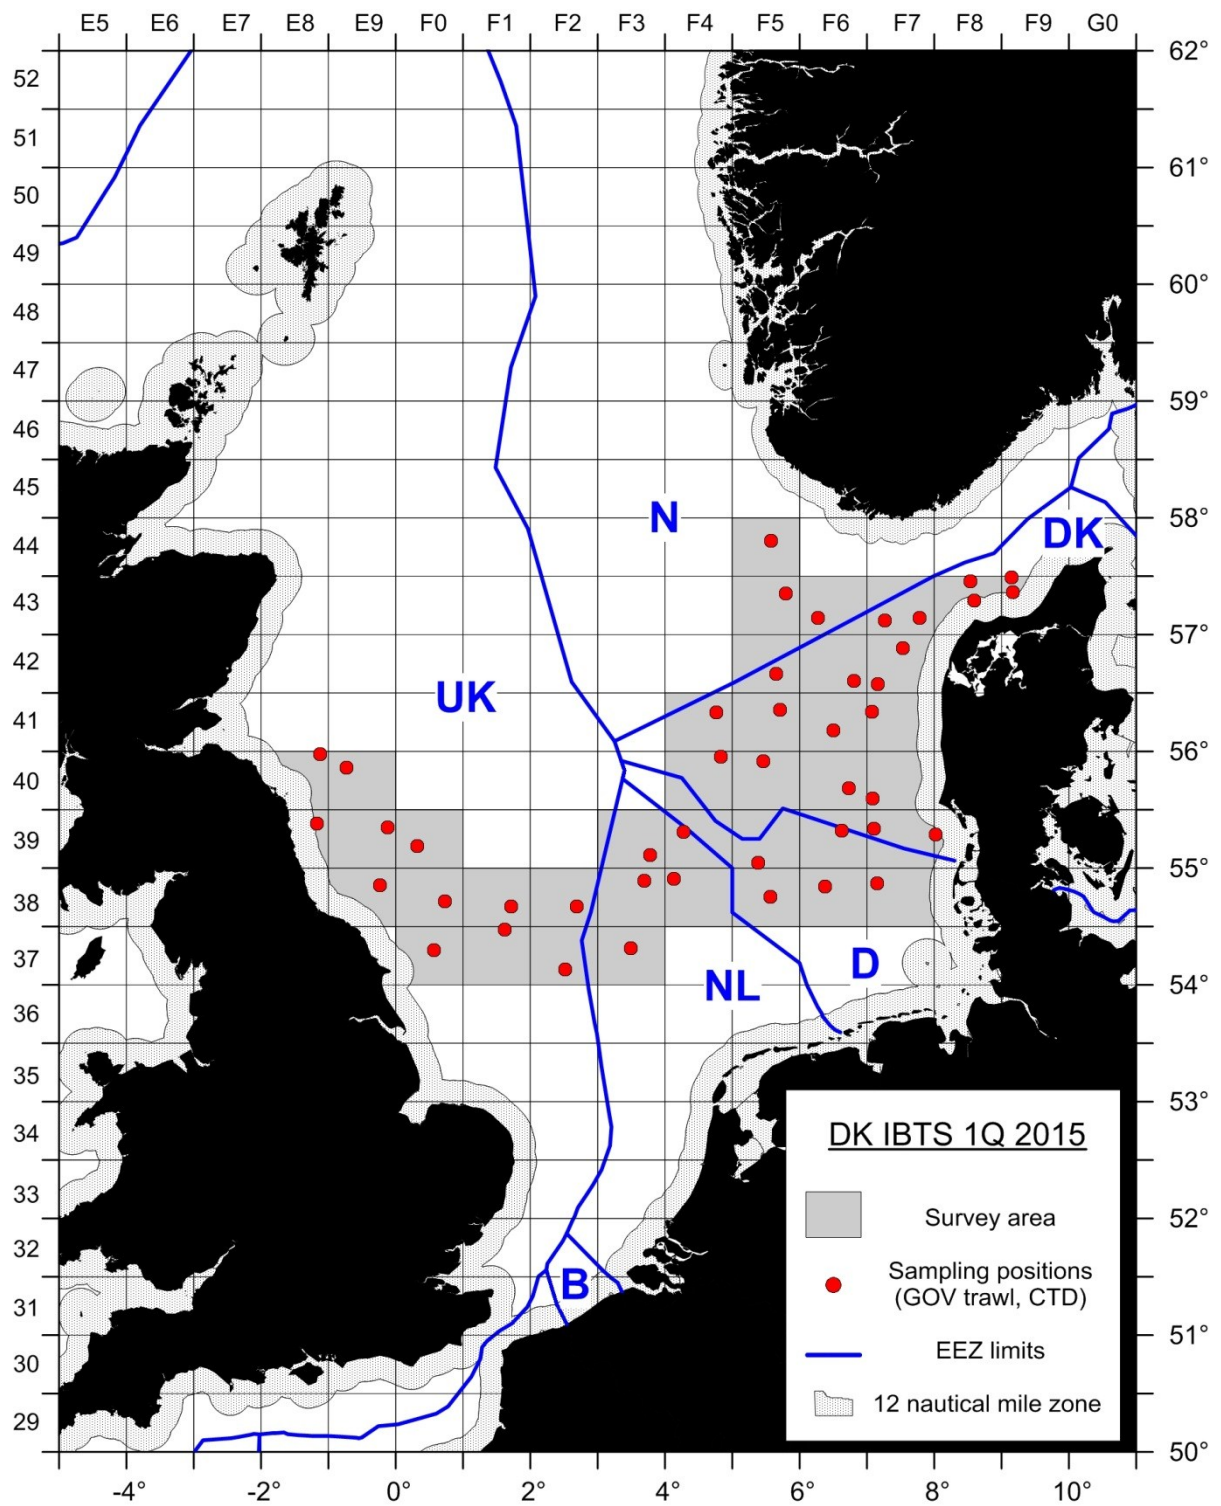 E5 E6 E7 E8 E9 F0 F1 F2 F3 F4 F5 F6 F7 F8 F9 G0
62°
52
51
61°
50
49
60°
48
47
59°
46
45
N
58°
DK
44
43
57°
42
UK
41
56°
40
39
55°
38
D
37
NL
54°
36
35
53°
34
DK IBTS 1Q 2015
33
Survey area
52°
32
Sampling positions
B
(GOV trawl, CTD)
31
51°
30
EEZ limits
12 nautical mile zone
29
50°
-4° -2° 0° 2° 4° 6° 8° 10°